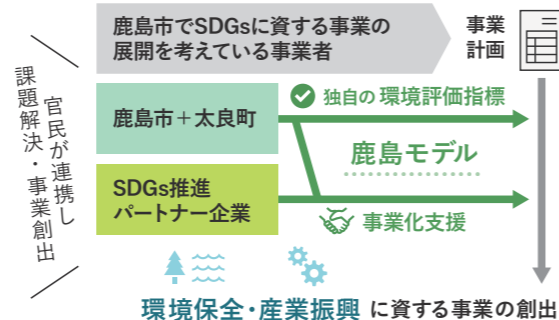 官民が連携し
課題解決・事業創出
鹿島市でSDGsに資する事業の
展開を考えている事業者
事業
計画
鹿島市＋太良町
独自の環境評価指標
鹿島モデル
SDGs推進
パートナー企業
事業化支援
環境保全・産業振興 に資する事業の創出